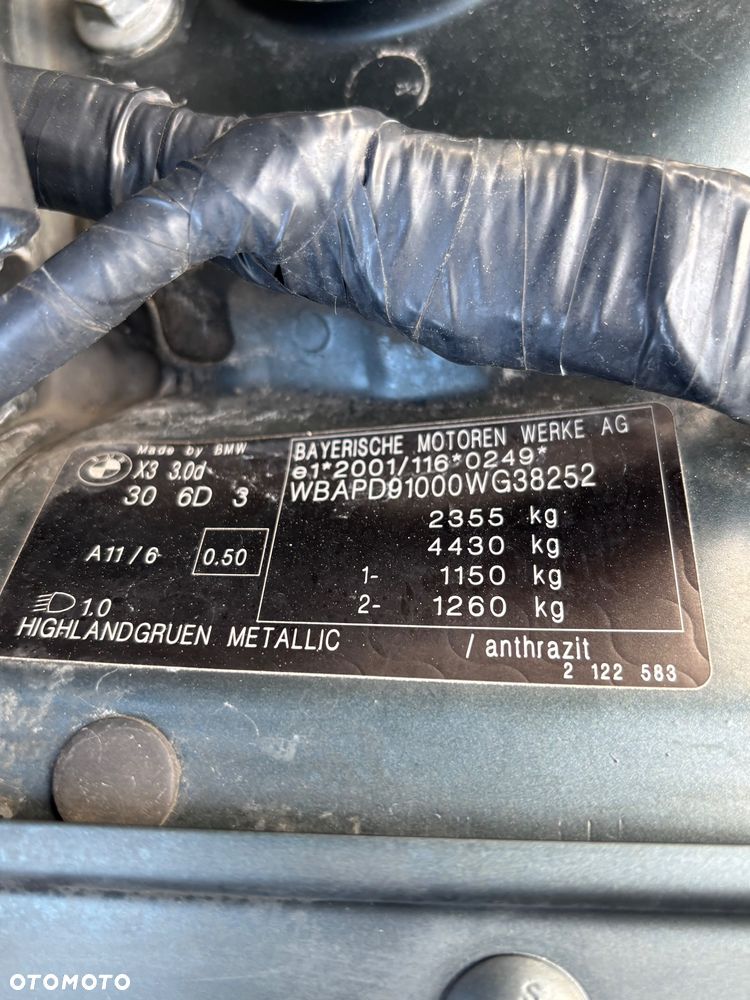 Made by BMW
X3 3.0d
30 6D 3
A11/6 0.50
1.0
HIGHLANDGRUEN METALLIC / anthrazit
2 122 583
BAYERISCHE MOTOREN WERKE AG
e1*2001/116*0249*
WBAPD91000WG38252
2355 kg
4430 kg
1- 1150 kg
2- 1260 kg
OTOMOTO